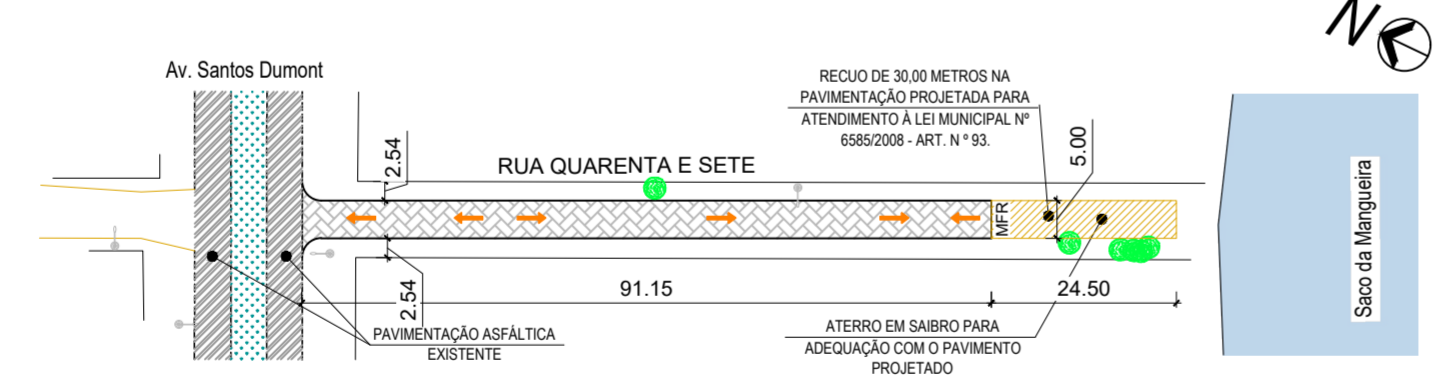 N
Av. Santos Dumont
RECUO DE 30,00 METROS NA
PAVIMENTAÇÃO PROJETADA PARA
ATENDIMENTO À LEI MUNICIPAL Nº
6585/2008 - ART. N º 93.
2.54
RUA QUARENTA E SETE
5.00
MFR
Saco da Mangueira
2.54
91.15
24.50
PAVIMENTAÇÃO ASFÁLTICA
EXISTENTE
ATERRO EM SAIBRO PARA
ADEQUAÇÃO COM O PAVIMENTO
PROJETADO